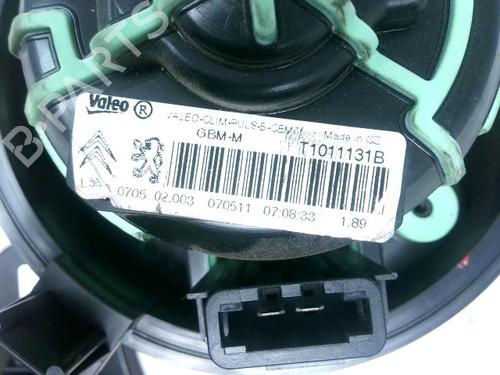 Valeo ®
VALEO-CLIM-PULS-5-CEM Made in CZ
GBM-M
T1011131B
0705 02.003 070511 07:08:33 1.89
B-PARTS